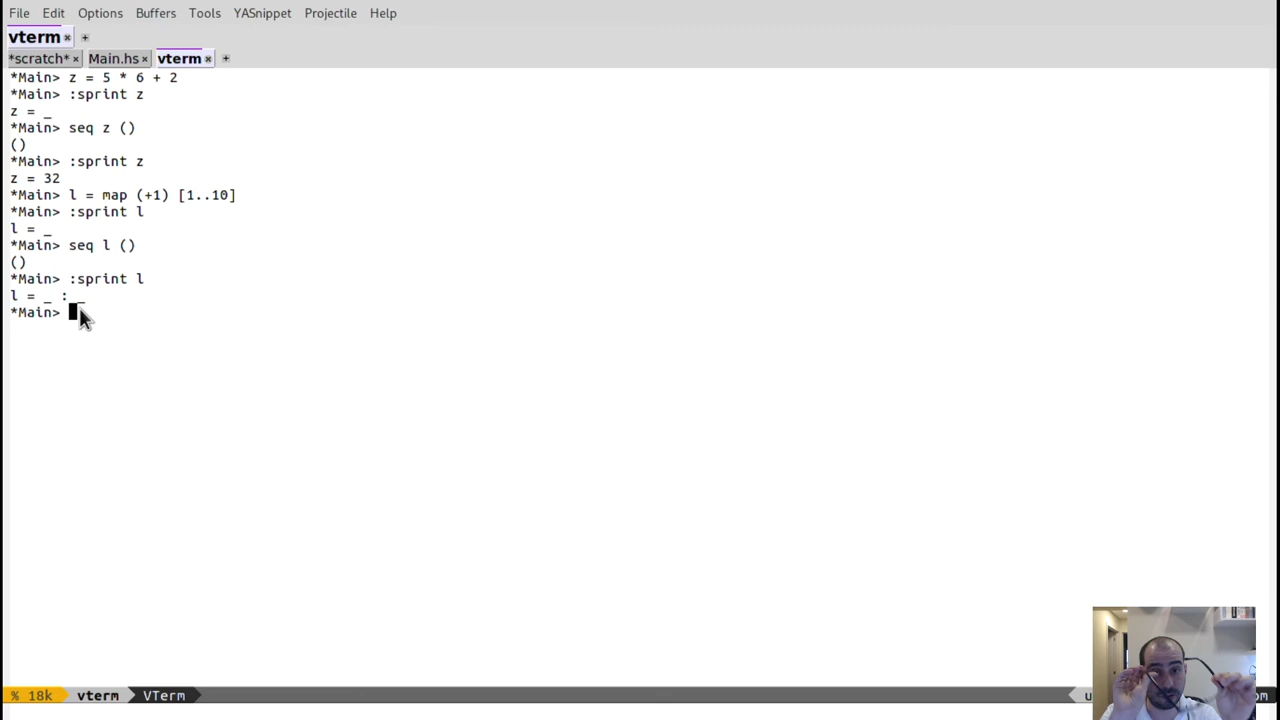 File Edit Options Buffers Tools YASnippet Projectile Help
vterm × +
*scratch* × Main.hs × vterm × +
*Main> z = 5 * 6 + 2
*Main> :sprint z
z = _
*Main> seq z ()
()
*Main> :sprint z
z = 32
*Main> l = map (+1) [1..10]
*Main> :sprint l
l = _
*Main> seq l ()
()
*Main> :sprint l
l = _ : _
*Main>
% 18k vterm VTerm